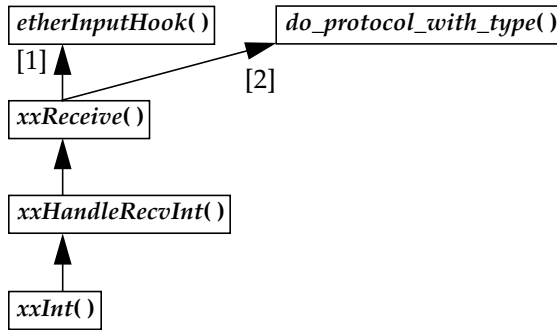 etherInputHook( )
do_protocol_with_type( )
[1]
[2]
xxReceive( )
xxHandleRecvInt( )
xxInt( )